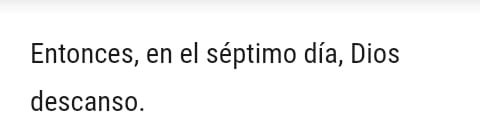 Entonces, en el séptimo día, Dios
descanso.